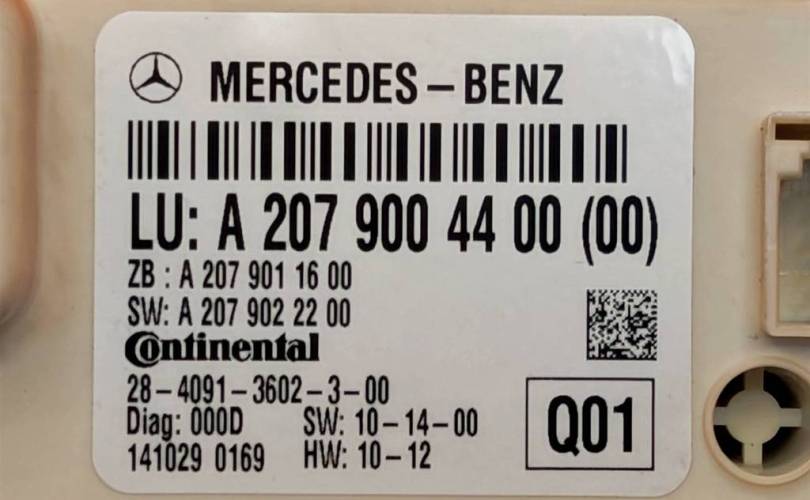 MERCEDES-BENZ
LU: A 207 900 44 00 (00)
ZB : A 207 901 16 00
SW: A 207 902 22 00
Continental
28-4091-3602-3-00
Diag: 000D SW: 10-14-00
141029 0169 HW: 10-12
Q01